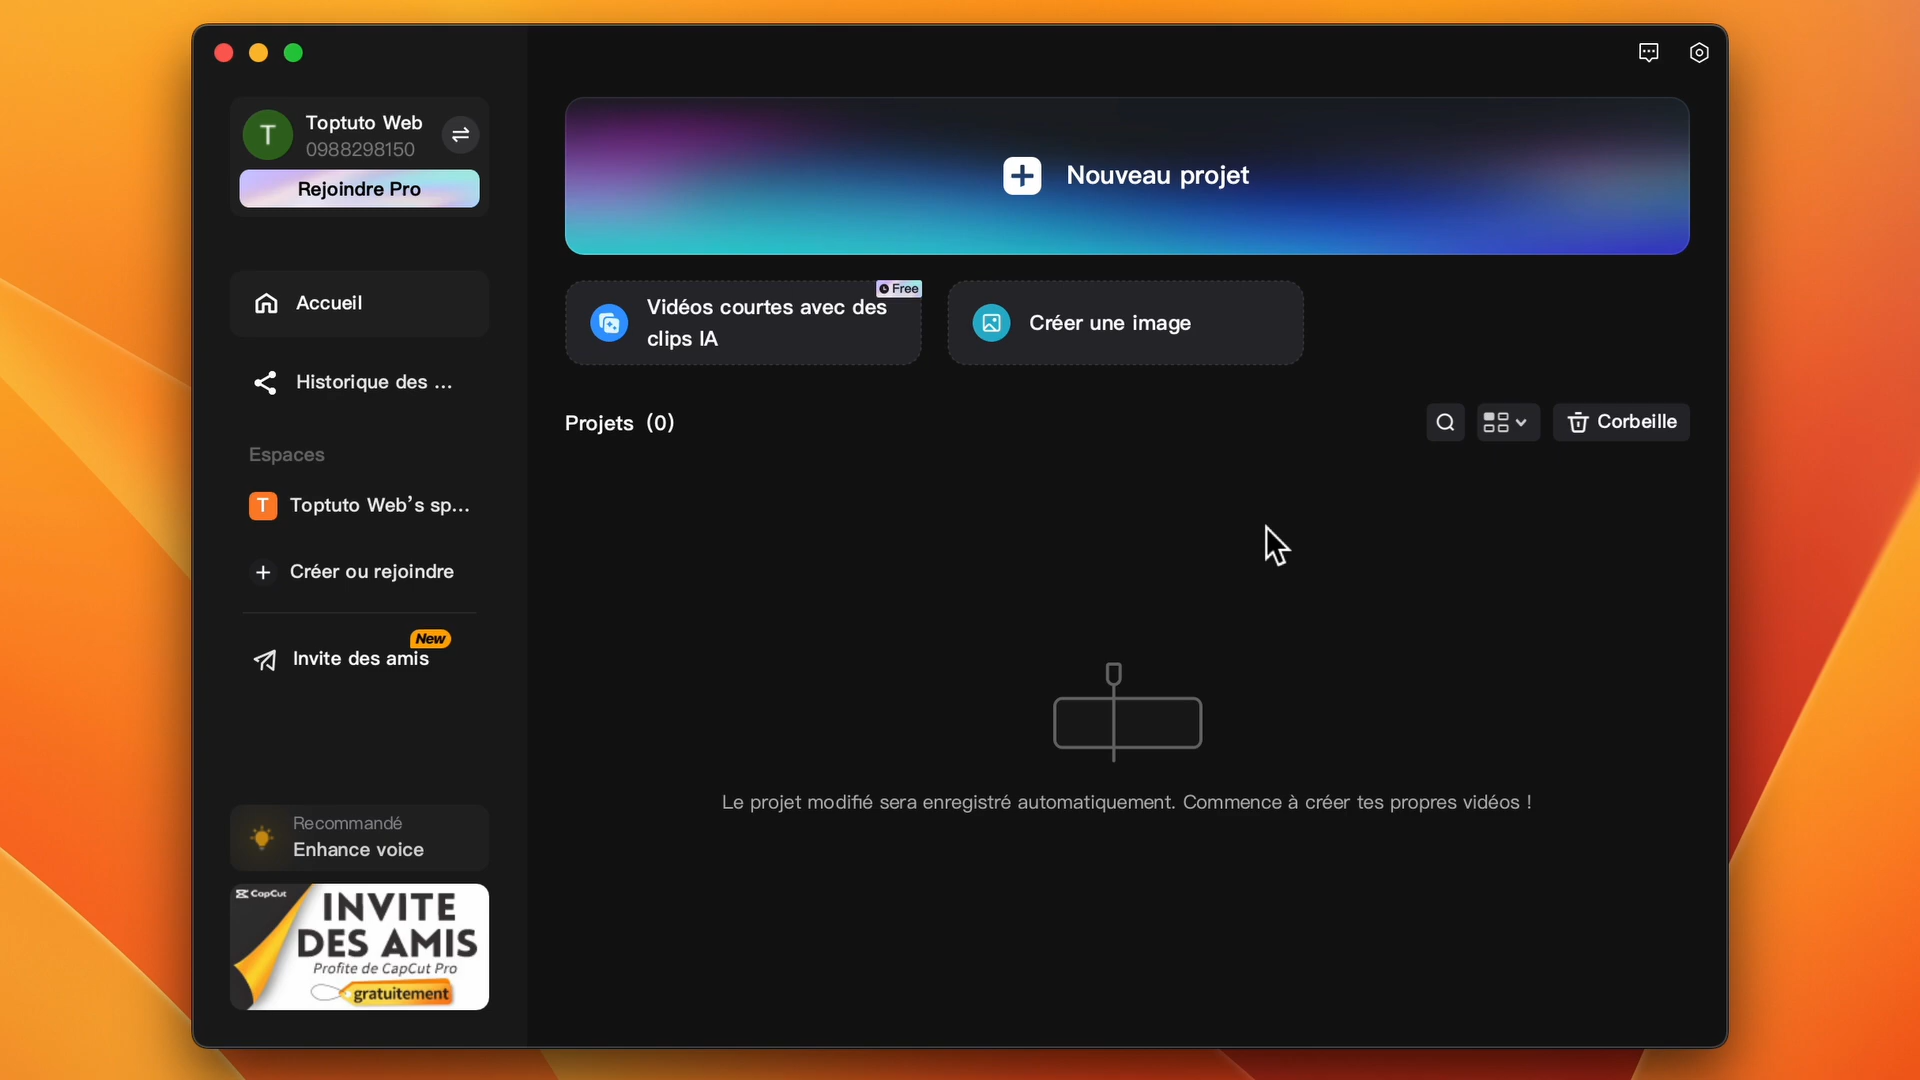 T
Toptuto Web
0988298150
Rejoindre Pro
Accueil
Historique des ...
Espaces
T
Toptuto Web's sp...
Créer ou rejoindre
New
Invite des amis
Recommandé
Enhance voice
CapCut
INVITE
DES AMIS
Profite de CapCut Pro
gratuitement
Nouveau projet
Free
Vidéos courtes avec des
clips IA
Créer une image
Projets (0)
Corbeille
Le projet modifié sera enregistré automatiquement. Commence à créer tes propres vidéos !